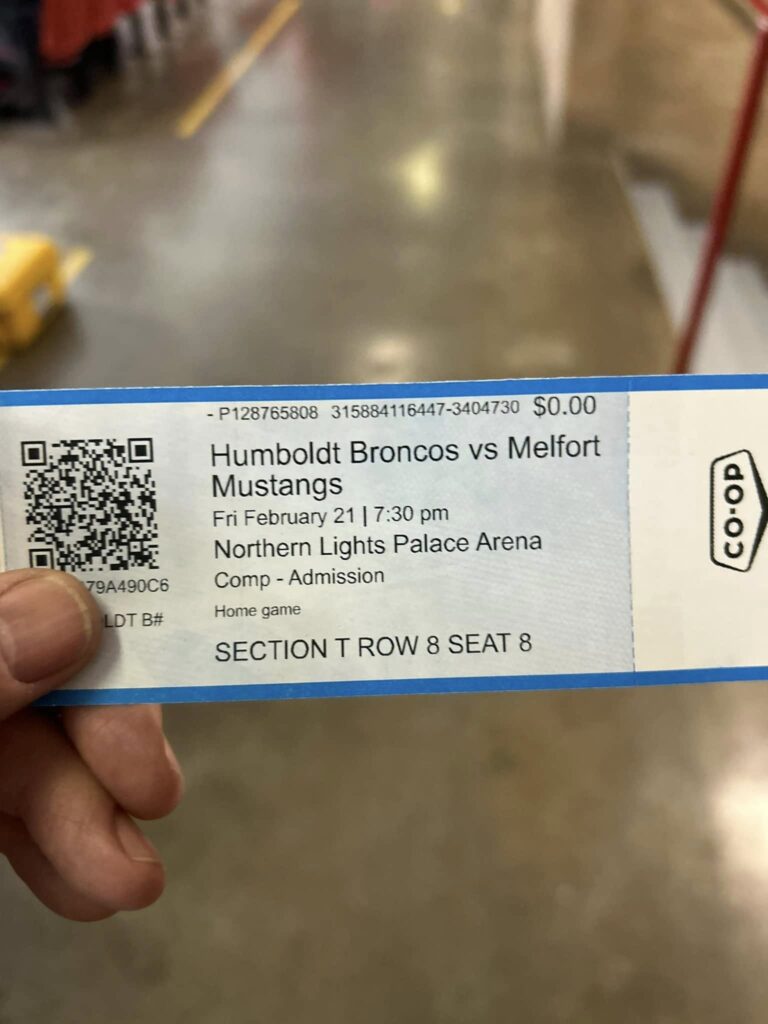 - P128765808 315884116447-3404730 $0.00
Humboldt Broncos vs Melfort
Mustangs
Fri February 21 | 7:30 pm
Northern Lights Palace Arena
Comp - Admission
Home game
SECTION T ROW 8 SEAT 8
79A490C6
LDT B#
CO-OP